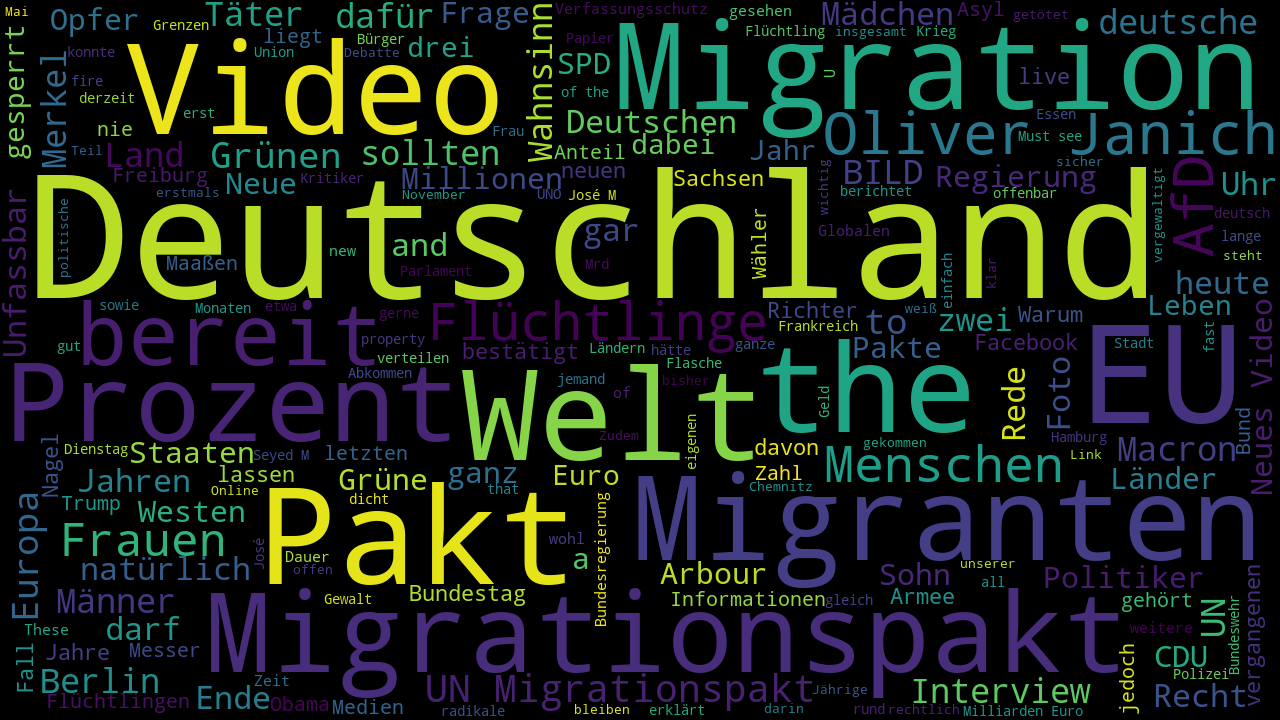 Mai
Opfer
Grenzen
Täter
dafür
Frage
Verfassungsschutz
gesehen
Mädchen
Asyl
getötet
deutsche
konnte
liegt
Bürger
drei
Union
Debatte
Papier
Flüchtling
insgesamt
Krieg
gesperrt
Merkel
Video
Wahnsinn
SPD
Migration
U
live
fire
derzeit
of the
erst
nie
Frau
Deutschen
Oliver Janich
Essen
Must see
Teil
Land
Grünen
sollten
Anteil
dabei
Jahr
sicher
Freiburg
Neue
Kritiker
Millionen
neuen
Sachsen
BILD
Regierung
AfD
Uhr
erstmals
November
UNO
José M
wichtig
berichtet
offenbar
vergewaltigt
Unfassbar
politische
Deutschland
deutsch
lange
and
gar
Wähler
Globalen
new
Maaßen
Parlament
Mrd
einfach
klar
steht
heute
sowie
Monaten
etwa
gerne
Flüchtlinge
Richter
to
weiß
zwei
Warum
Leben
Neues Video
bereit
property
Frankreich
gut
verteilen
bestätigt
Ländern
hätte
ganze
Pakte
Facebook
EU
Stadt
fast
Prozent
Abkommen
Welt
jemand
Flasche
bisher
the
Geld
Rede
Foto
of
Zudem
eigenen
Nagel
Dienstag
Staaten
Seyed M
letzten
davon
gekommen
Hamburg
Link
Macron
Bund
Jahren
lassen
Grüne
ganz
Euro
Zahl
Menschen
Länder
Online
dicht
that
Chemnitz
Europa
Trump
Westen
Pakt
Bundesregierung
Migranten
Frauen
José
Dauer
wohl
a
natürlich
offen
Arbour
Sohn
unserer
all
Politiker
Männer
Gewalt
Bundestag
Informationen
gleich
Armee
gehört
UN
Bundeswehr
vergangenen
These
darf
Migrationspakt
weitere
Fall
Jahre
Messer
CDU
jedoch
Berlin
Zeit
Polizei
Flüchtlingen
Ende
Obama
Medien
UN Migrationspakt
Jährige
Interview
Recht
radikale
bleiben
erklärt
darin
rund
rechtlich
Milliarden Euro